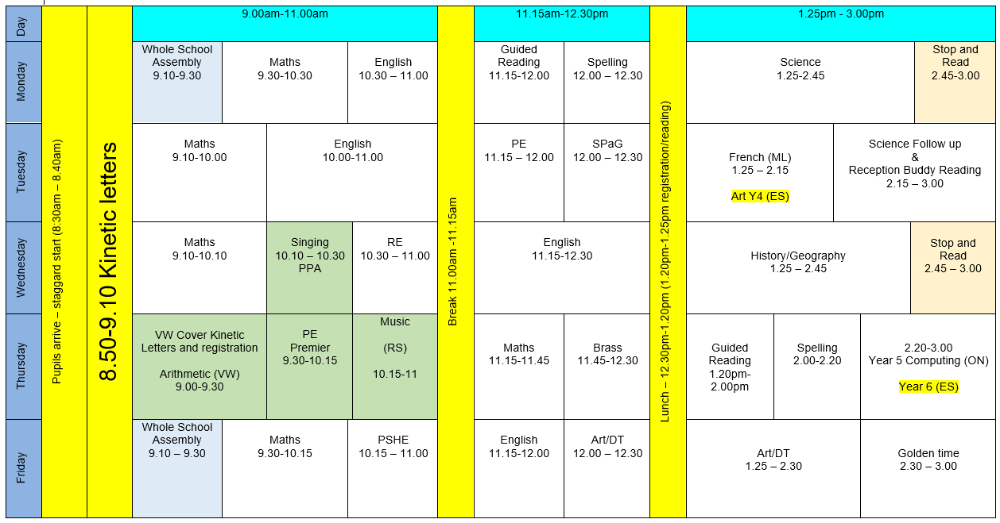 Day
9.00am-11.00am
11.15am-12.30pm
1.25pm - 3.00pm
Pupils arrive – staggard start (8:30am – 8.40am)
8.50-9.10 Kinetic letters
Break 11.00am -11.15am
Lunch – 12.30pm-1.20pm (1.20pm-1.25pm registration/reading)
Monday
Whole School
Assembly
9.10-9.30
Maths
9.30-10.30
English
10.30 – 11.00
Guided
Reading
11.15-12.00
Spelling
12.00 – 12.30
Science
1.25-2.45
Stop and
Read
2.45-3.00
Tuesday
Maths
9.10-10.00
English
10.00-11.00
PE
11.15 – 12.00
SPaG
12.00 – 12.30
French (ML)
1.25 – 2.15
Art Y4 (ES)
Science Follow up
&
Reception Buddy Reading
2.15 – 3.00
Wednesday
Maths
9.10-10.10
Singing
10.10 – 10.30
PPA
RE
10.30 – 11.00
English
11.15-12.30
History/Geography
1.25 – 2.45
Stop and
Read
2.45 – 3.00
Thursday
VW Cover Kinetic
Letters and registration
Arithmetic (VW)
9.00-9.30
PE
Premier
9.30-10.15
Music
(RS)
10.15-11
Maths
11.15-11.45
Brass
11.45-12.30
Guided
Reading
1.20pm-
2.00pm
Spelling
2.00-2.20
2.20-3.00
Year 5 Computing (ON)
Year 6 (ES)
Friday
Whole School
Assembly
9.10 – 9.30
Maths
9.30-10.15
PSHE
10.15 – 11.00
English
11.15-12.00
Art/DT
12.00 – 12.30
Art/DT
1.25 – 2.30
Golden time
2.30 – 3.00